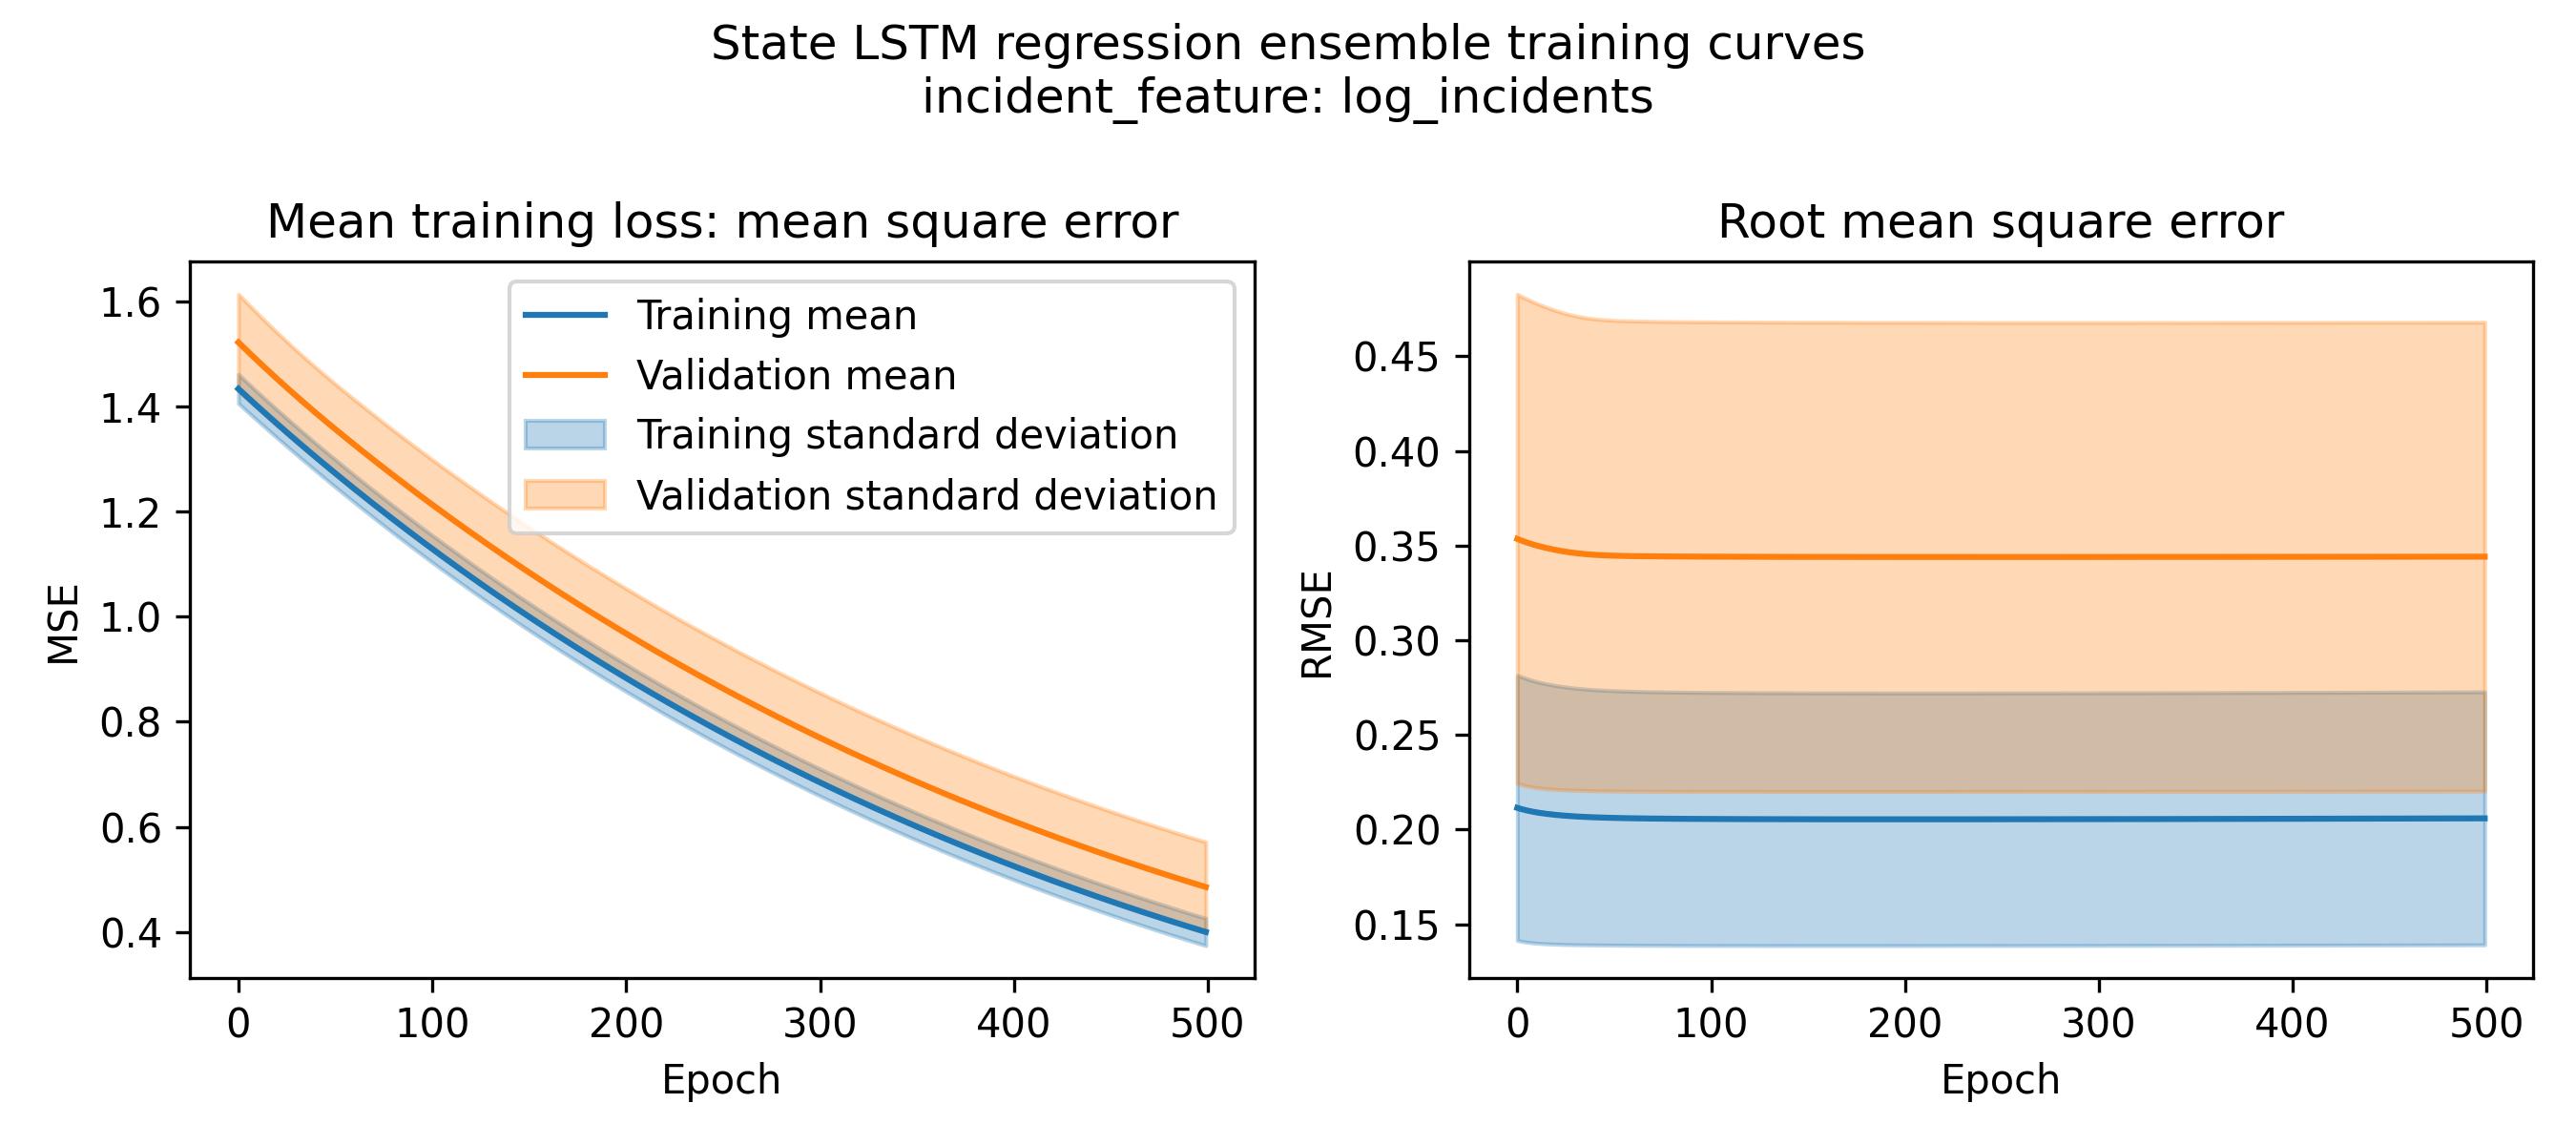 State LSTM regression ensemble training curves
incident_feature: log_incidents
Mean training loss: mean square error
1.6
1.4
1.2
1.0
0.8
0.6
0.4
MSE
Training mean
Validation mean
Training standard deviation
Validation standard deviation
0 100 200 300 400 500
Epoch
Root mean square error
0.45
0.40
0.35
0.30
0.25
0.20
0.15
RMSE
0 100 200 300 400 500
Epoch